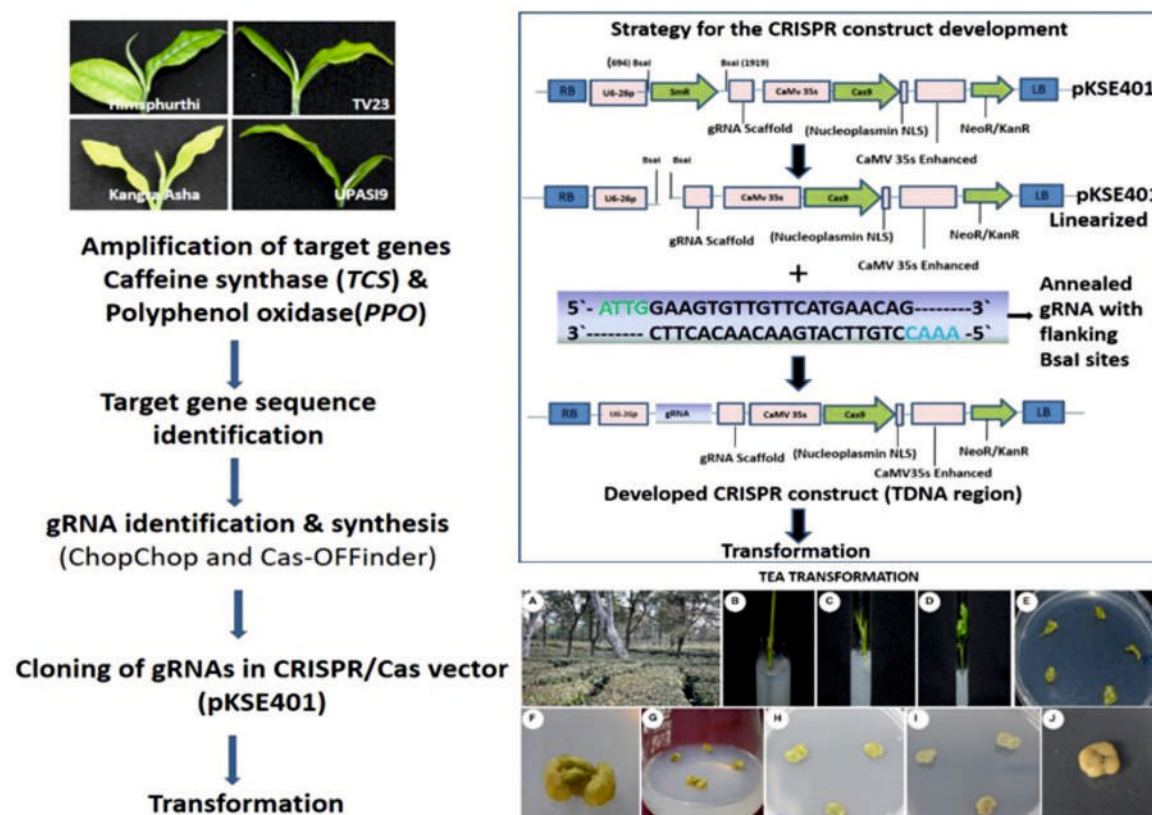 Himsphurthi
TV23
Kangra Asha
UPASI9
Amplification of target genes
Caffeine synthase (TCS) &
Polyphenol oxidase(PPO)
Target gene sequence
identification
gRNA identification & synthesis
(ChopChop and Cas-OFFinder)
Cloning of gRNAs in CRISPR/Cas vector
(pKSE401)
Transformation
Strategy for the CRISPR construct development
(694) BsaI
BsaI (1919)
RB
U6-26p
SmR
CaMv 35s
Cas9
LB
pKSE401
gRNA Scaffold
(Nucleoplasmin NLS)
NeoR/KanR
CaMV 35s Enhanced
BsaI
BsaI
RB
U6-26p
CaMv 35s
Cas9
LB
pKSE401
Linearized
gRNA Scaffold
(Nucleoplasmin NLS)
NeoR/KanR
CaMV 35s Enhanced
+
5`- ATTGGAAGTGTTGTTCATGAACAG--------3`
3`-------- CTTCACAACAAGTACTTGTCCAAA -5`
Annealed
gRNA with
flanking
BsaI sites
RB
U6-26p
gRNA
CaMV 35s
Cas9
LB
gRNA Scaffold
(Nucleoplasmin NLS)
NeoR/KanR
CaMV35s Enhanced
Developed CRISPR construct (TDNA region)
Transformation
TEA TRANSFORMATION
A
B
C
D
E
F
G
H
I
J